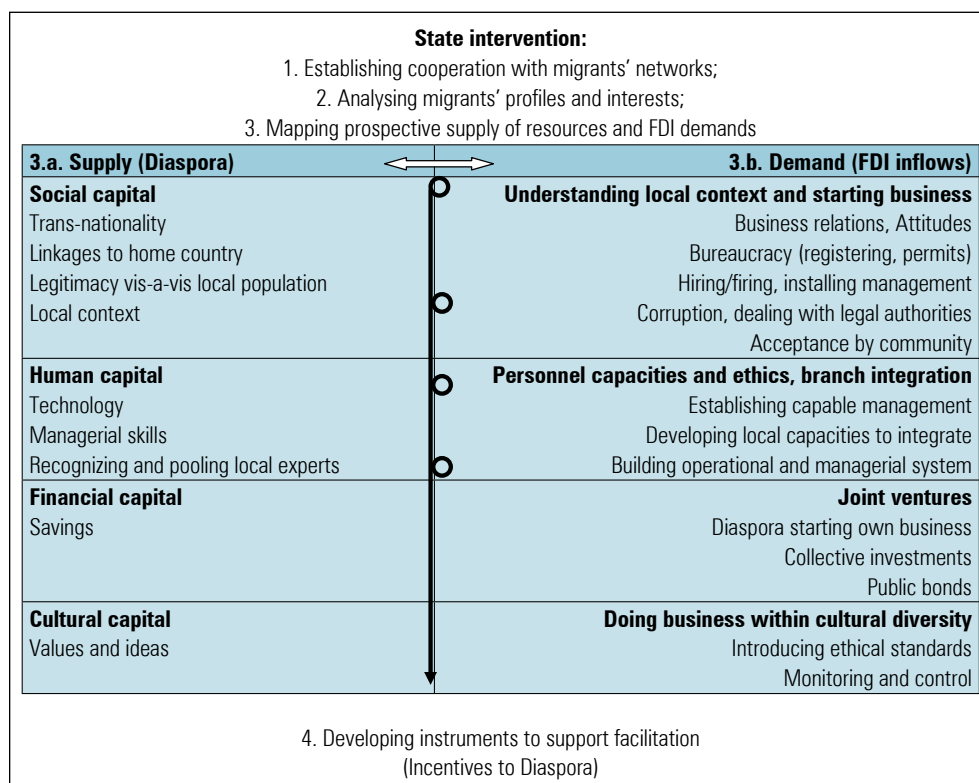 State intervention:
1. Establishing cooperation with migrants' networks;
2. Analysing migrants' profiles and interests;
3. Mapping prospective supply of resources and FDI demands
3.a. Supply (Diaspora)
3.b. Demand (FDI inflows)
Social capital
Trans-nationality
Linkages to home country
Legitimacy vis-a-vis local population
Local context
Understanding local context and starting business
Business relations, Attitudes
Bureaucracy (registering, permits)
Hiring/firing, installing management
Corruption, dealing with legal authorities
Acceptance by community
Human capital
Technology
Managerial skills
Recognizing and pooling local experts
Personnel capacities and ethics, branch integration
Establishing capable management
Developing local capacities to integrate
Building operational and managerial system
Financial capital
Savings
Joint ventures
Diaspora starting own business
Collective investments
Public bonds
Cultural capital
Values and ideas
Doing business within cultural diversity
Introducing ethical standards
Monitoring and control
4. Developing instruments to support facilitation
(Incentives to Diaspora)